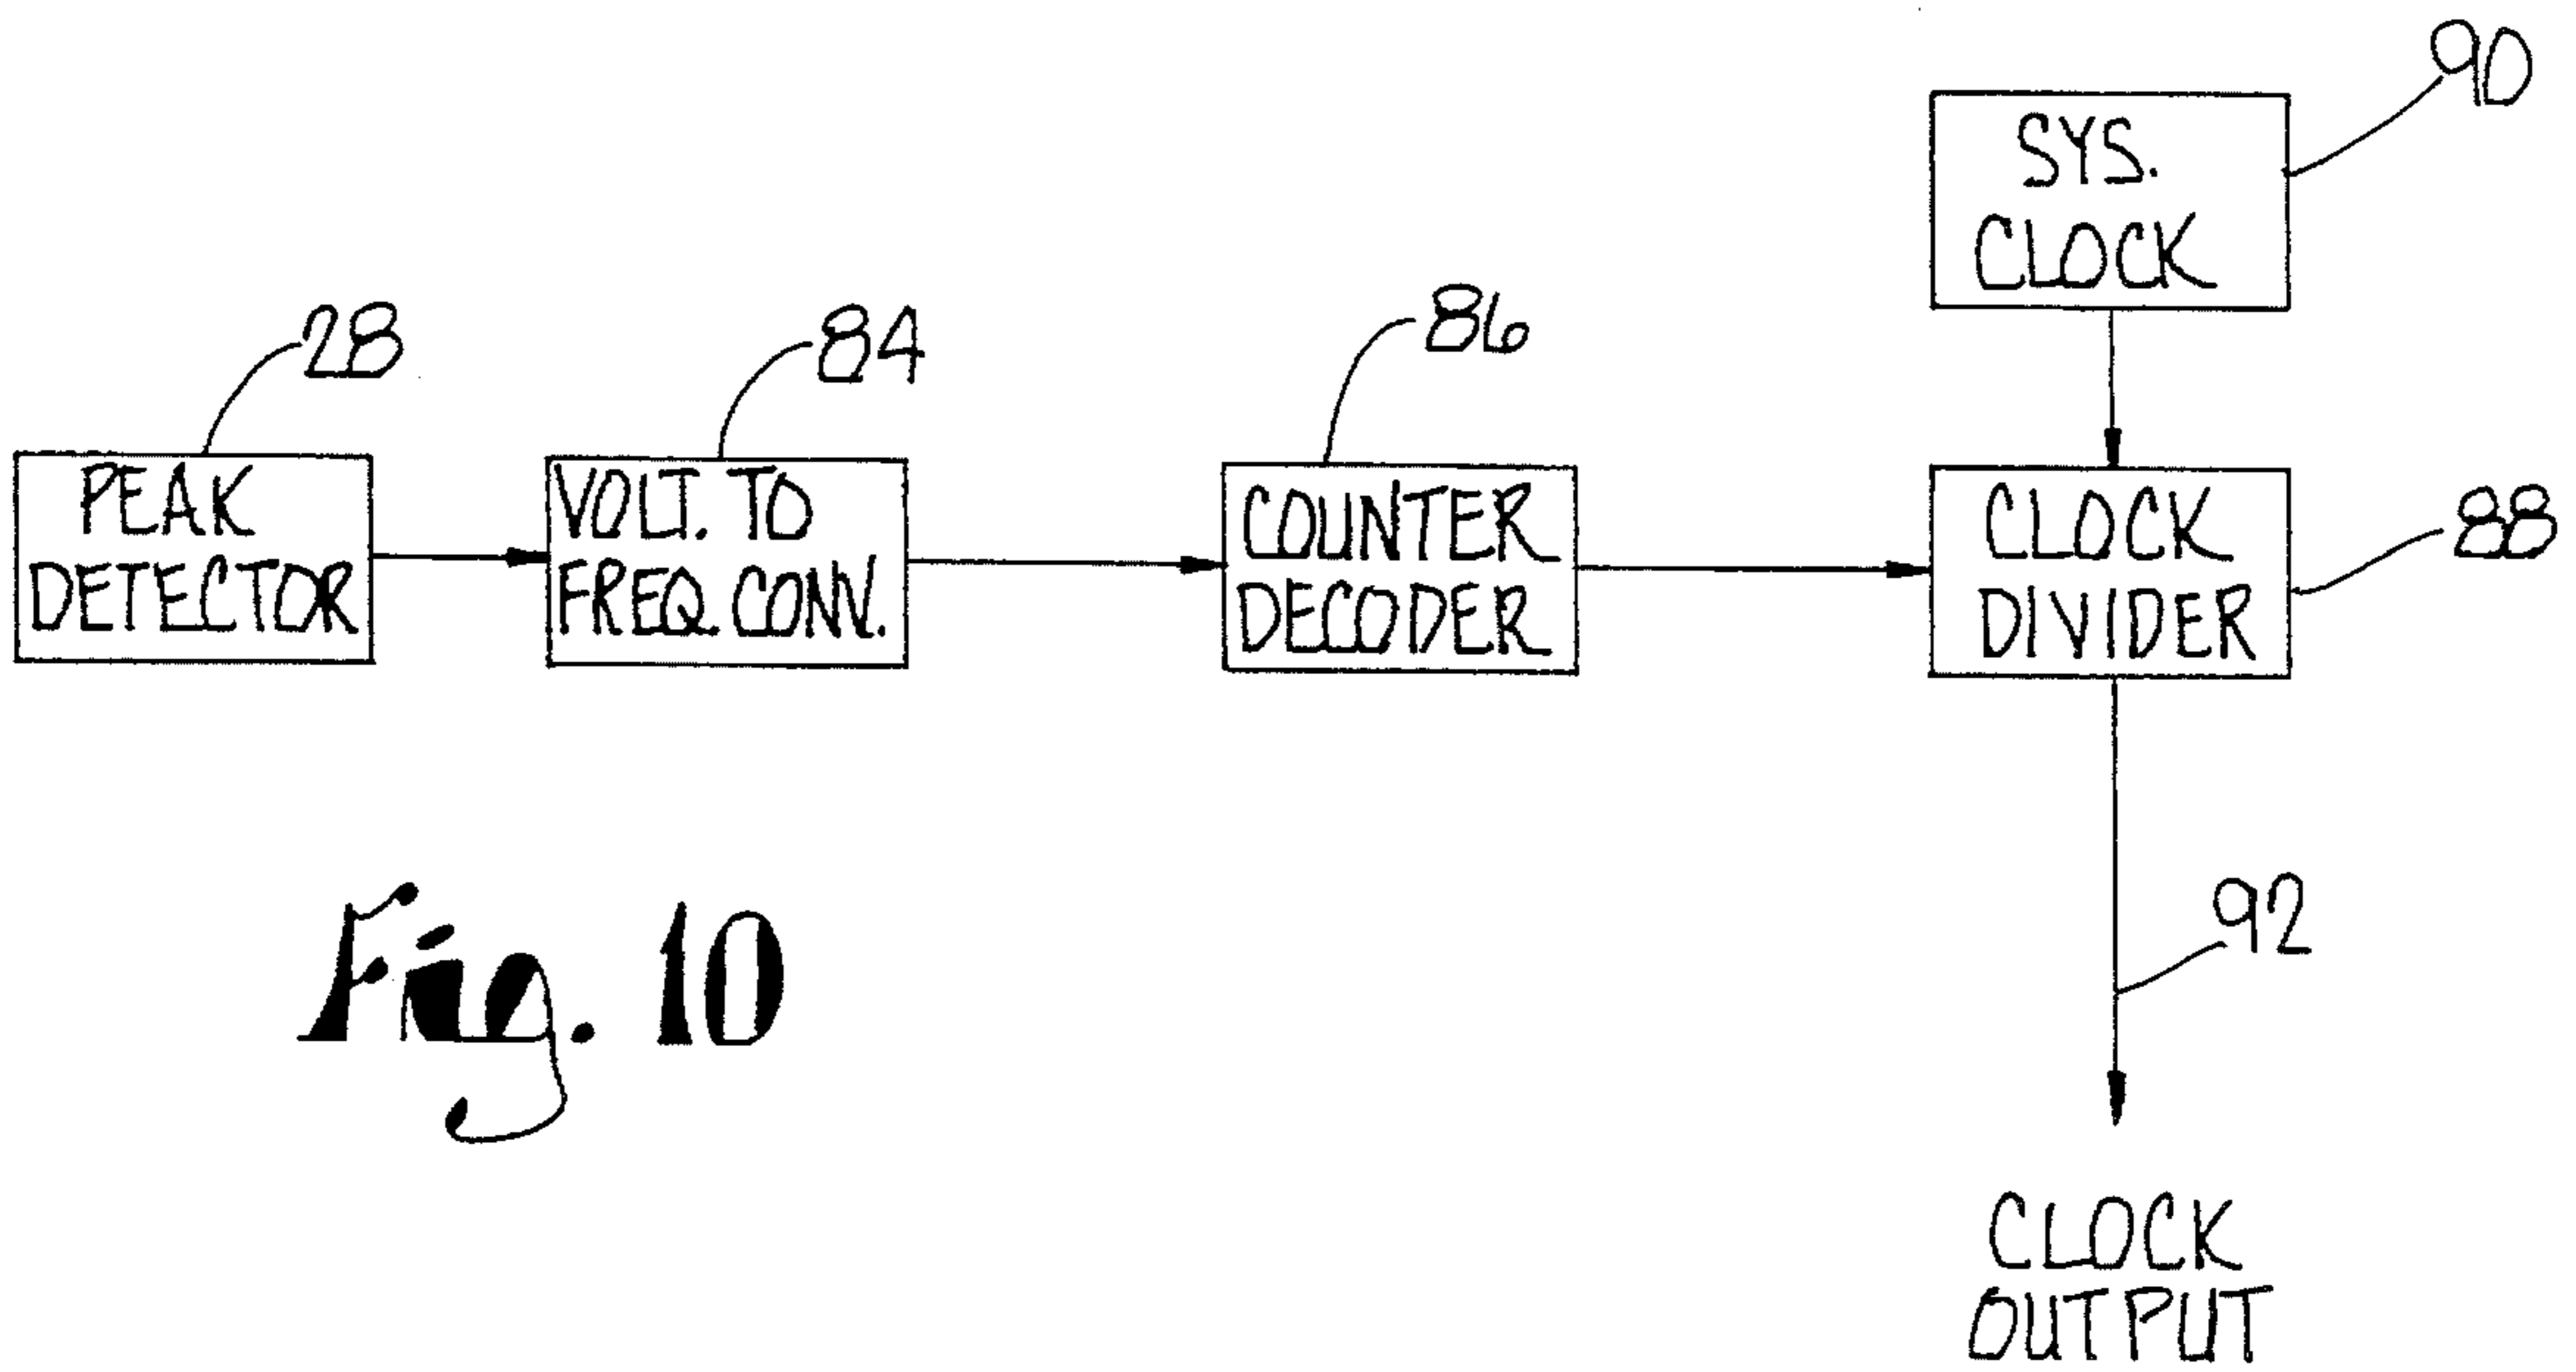 90
SYS.
CLOCK
28
84
86
PEAK
DETECTOR
VOLT. TO
FREQ. CONV.
COUNTER
DECODER
CLOCK
DIVIDER
88
92
Fig. 10
CLOCK
OUTPUT